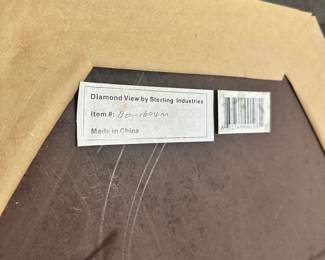 Diamond View by Sterling Industries
Item #:
Made in China